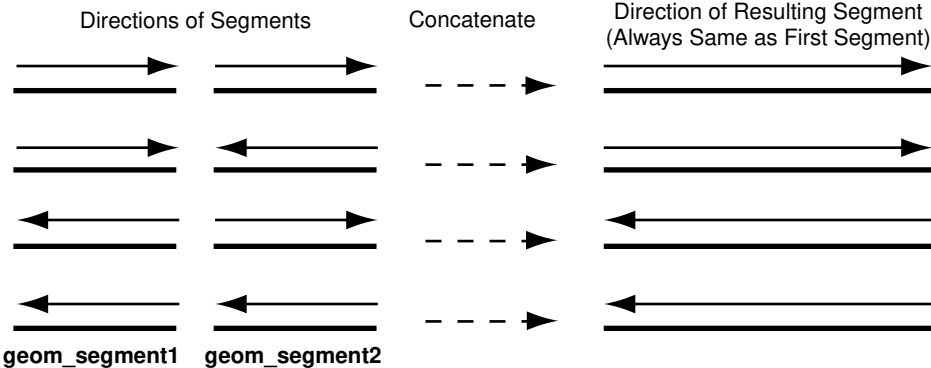 Directions of Segments
Concatenate
Direction of Resulting Segment
(Always Same as First Segment)
geom_segment1
geom_segment2